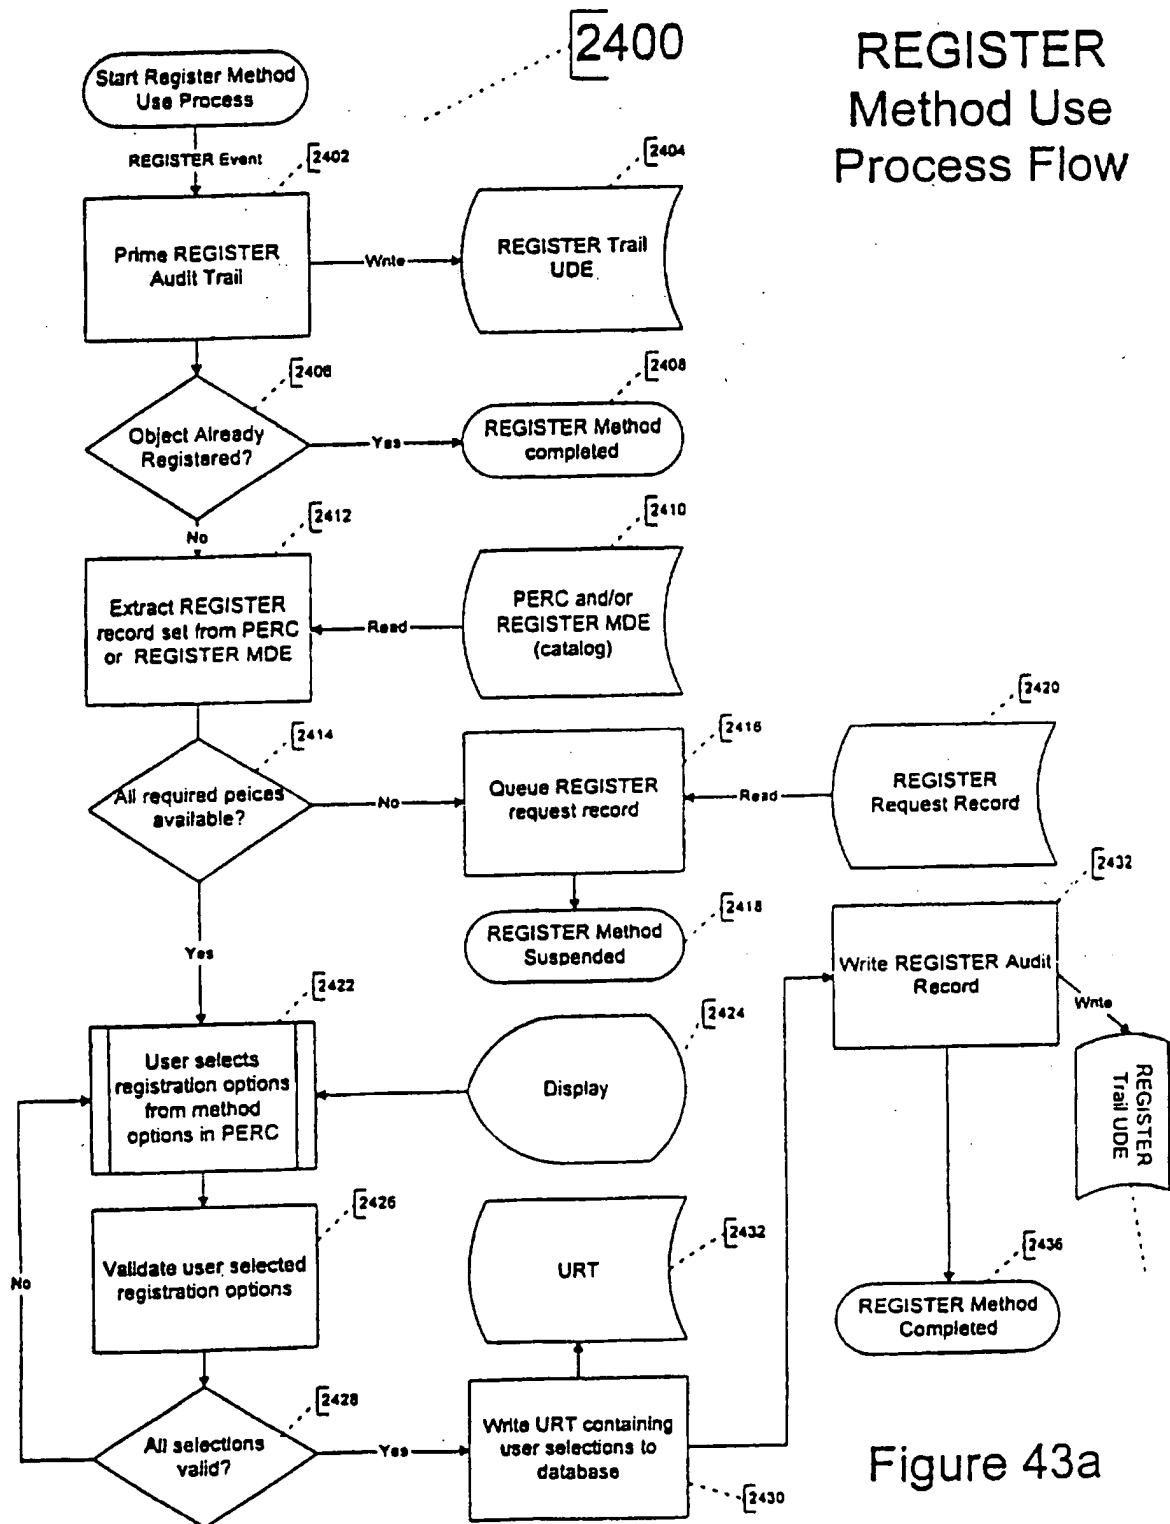 2400
REGISTER
Method Use
Process Flow
Start Register Method
Use Process
REGISTER Event
2402
Prime REGISTER
Audit Trail
Write
2404
REGISTER Trail
UDE
2406
Object Already
Registered?
Yes
2408
REGISTER Method
completed
No
2412
Extract REGISTER
record set from PERC
or REGISTER MDE
Read
2410
PERC and/or
REGISTER MDE
(catalog)
2414
All required peices
available?
No
2416
Queue REGISTER
request record
Read
2420
REGISTER
Request Record
2418
REGISTER Method
Suspended
Yes
2422
User selects
registration options
from method
options in PERC
2424
Display
2426
Validate user selected
registration options
No
2428
All selections
valid?
Yes
2432
URT
Write URT containing
user selections to
database
2430
2432
Write REGISTER Audit
Record
Write
REGISTER
Trail UDE
2436
REGISTER Method
Completed
Figure 43a